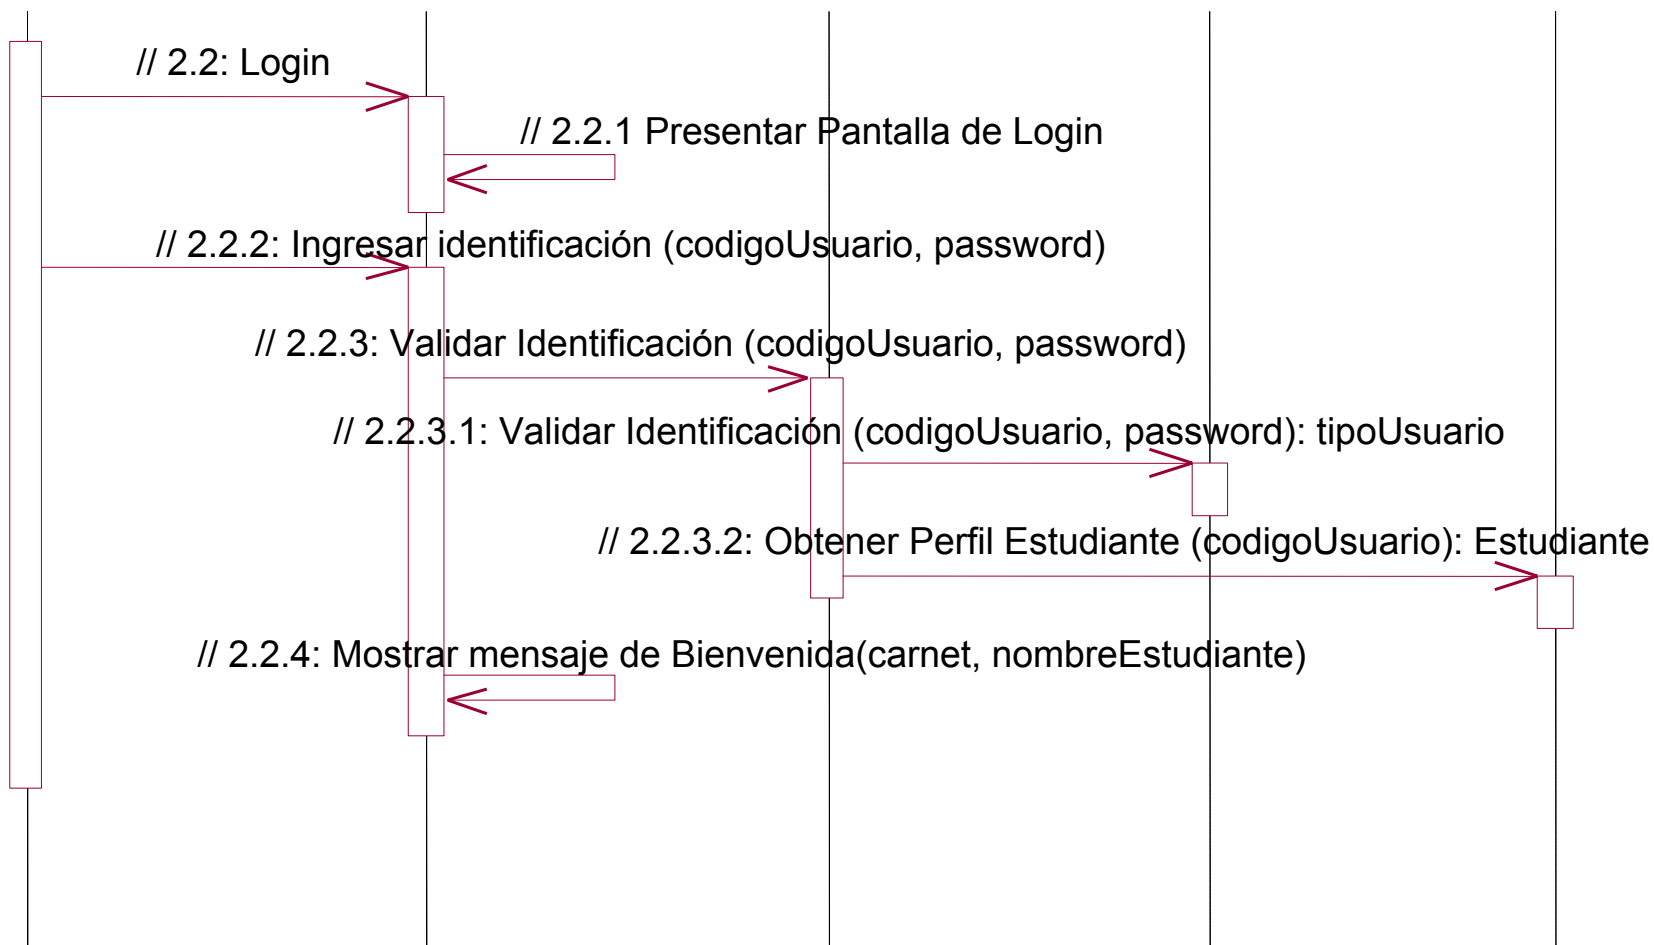 // 2.2: Login
// 2.2.1 Presentar Pantalla de Login
// 2.2.2: Ingresar identificación (codigoUsuario, password)
// 2.2.3: Validar Identificación (codigoUsuario, password)
// 2.2.3.1: Validar Identificación (codigoUsuario, password): tipoUsuario
// 2.2.3.2: Obtener Perfil Estudiante (codigoUsuario): Estudiante
// 2.2.4: Mostrar mensaje de Bienvenida(carnet, nombreEstudiante)